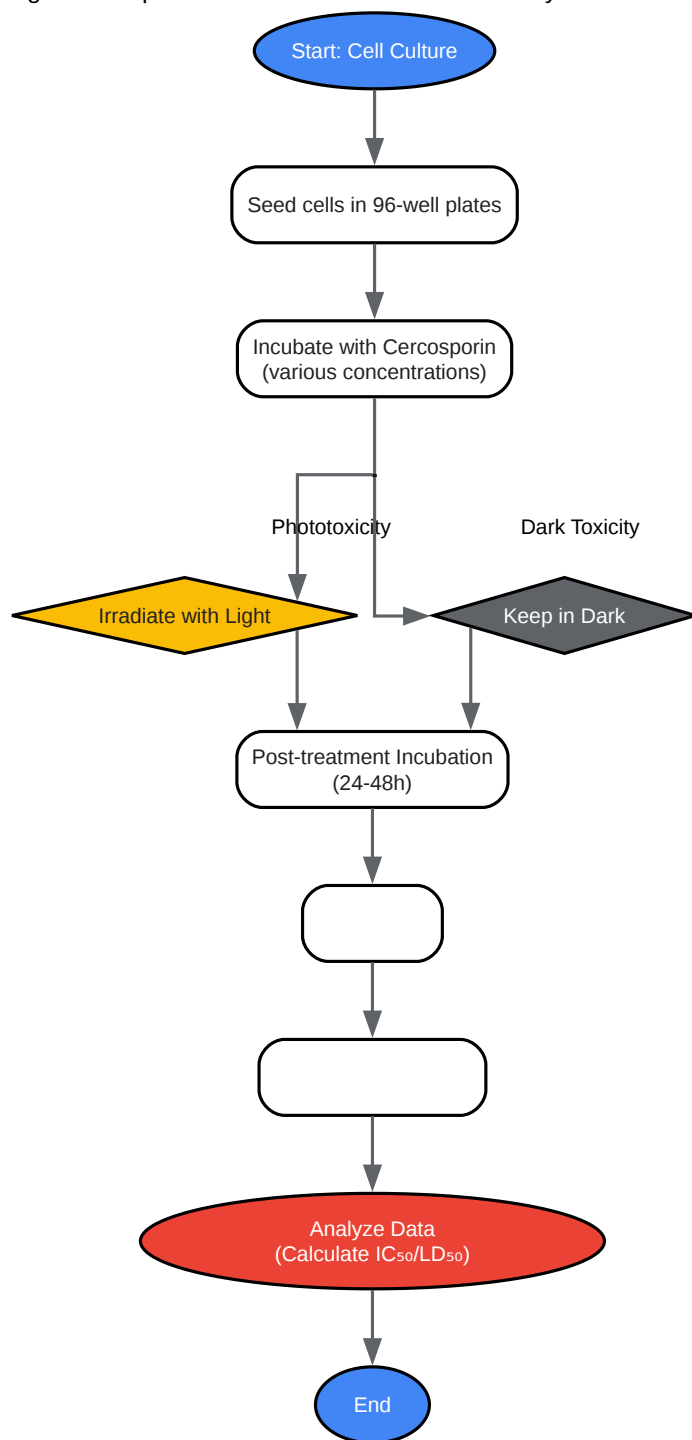 Start: Cell Culture
Seed cells in 96-well plates
Incubate with Cercosporin
(various concentrations)
Phototoxicity
Dark Toxicity
Irradiate with Light
Keep in Dark
Post-treatment Incubation
(24-48h)
Analyze Data
(Calculate IC₅₀/LD₅₀)
End